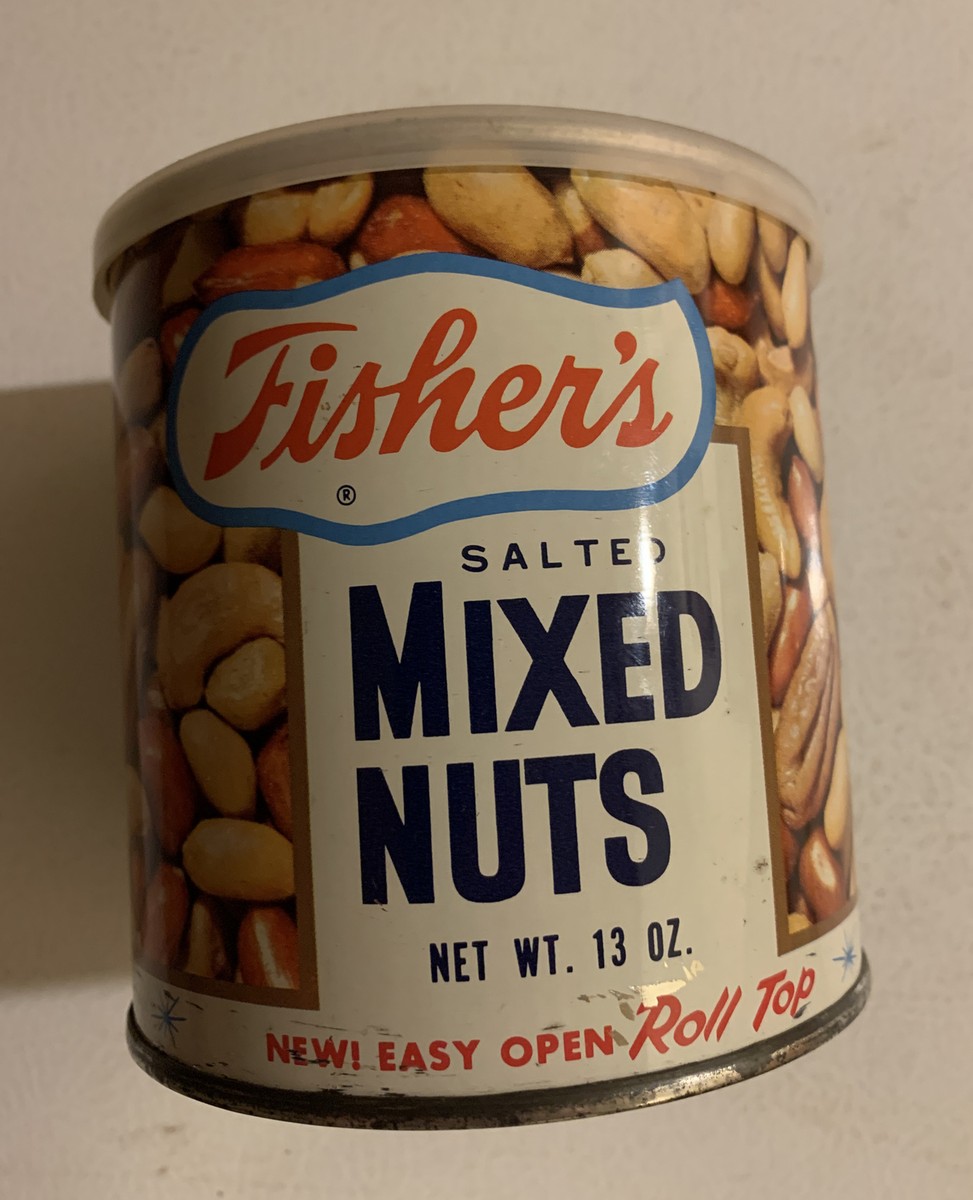 Fisher's
®
SALTED
MIXED
NUTS
NET WT. 13 OZ.
NEW! EASY OPEN Roll Top